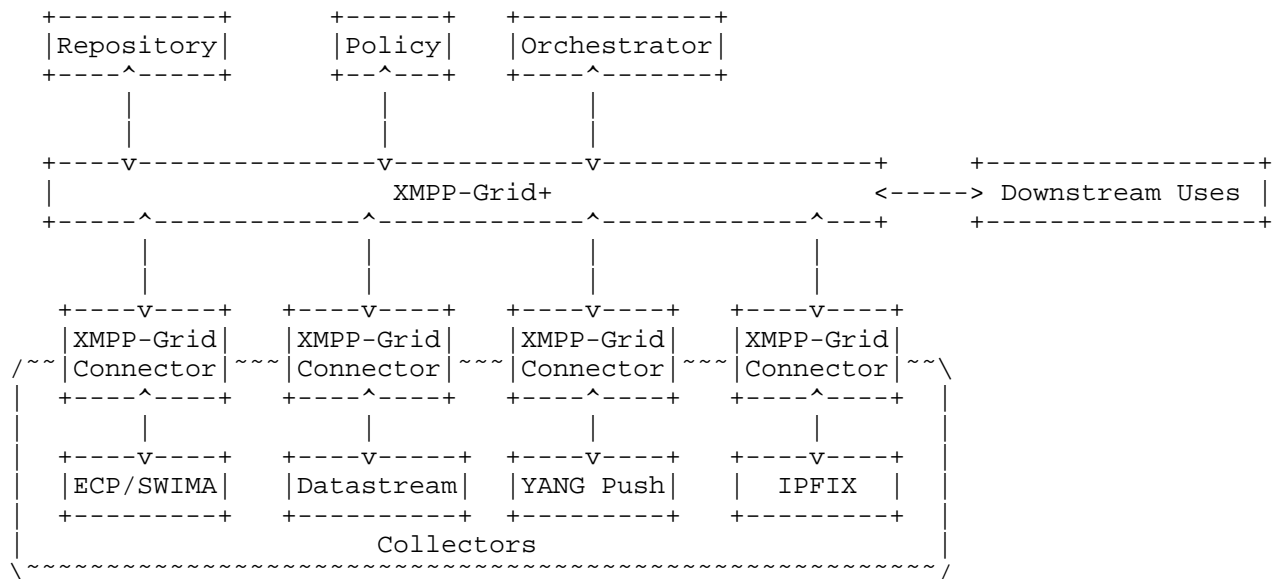 Repository Policy Orchestrator
XMPP-Grid+ Downstream Uses
XMPP-Grid XMPP-Grid XMPP-Grid XMPP-Grid
Connector Connector Connector Connector
ECP/SWIMA Datastream YANG Push IPFIX
Collectors